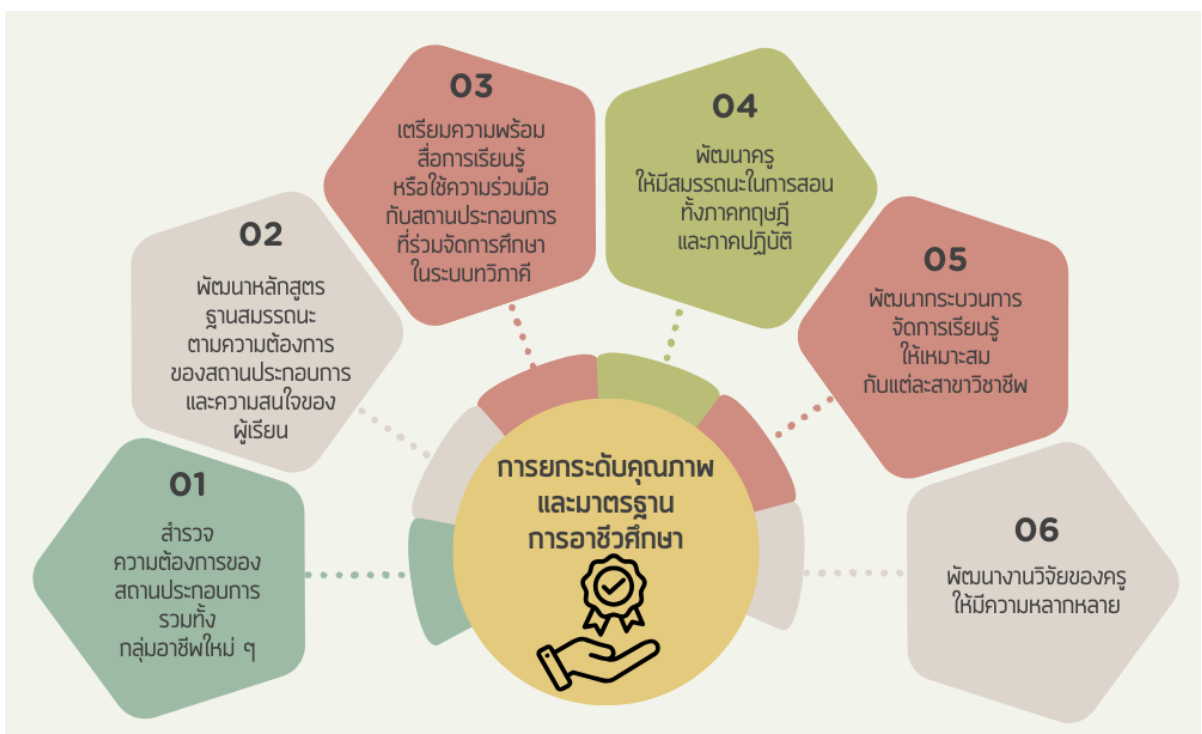 01
สำรวจ
ความต้องการของ
สถานประกอบการ
รวมทั้ง
กลุ่มอาชีพใหม่ ๆ
02
พัฒนาหลักสูตร
ฐานสมรรถนะ
ตามความต้องการ
ของสถานประกอบการ
และความสนใจของ
ผู้เรียน
03
เตรียมความพร้อม
สื่อการเรียนรู้
หรือใช้ความร่วมมือ
กับสถานประกอบการ
ที่ร่วมจัดการศึกษา
ในระบบทวิภาคี
04
พัฒนาครู
ให้มีสมรรถนะในการสอน
ทั้งภาคทฤษฎี
และภาคปฏิบัติ
05
พัฒนากระบวนการ
จัดการเรียนรู้
ให้เหมาะสม
กับแต่ละสาขาวิชาชีพ
06
พัฒนางานวิจัยของครู
ให้มีความหลากหลาย
การยกระดับคุณภาพ
และมาตรฐาน
การอาชีวศึกษา